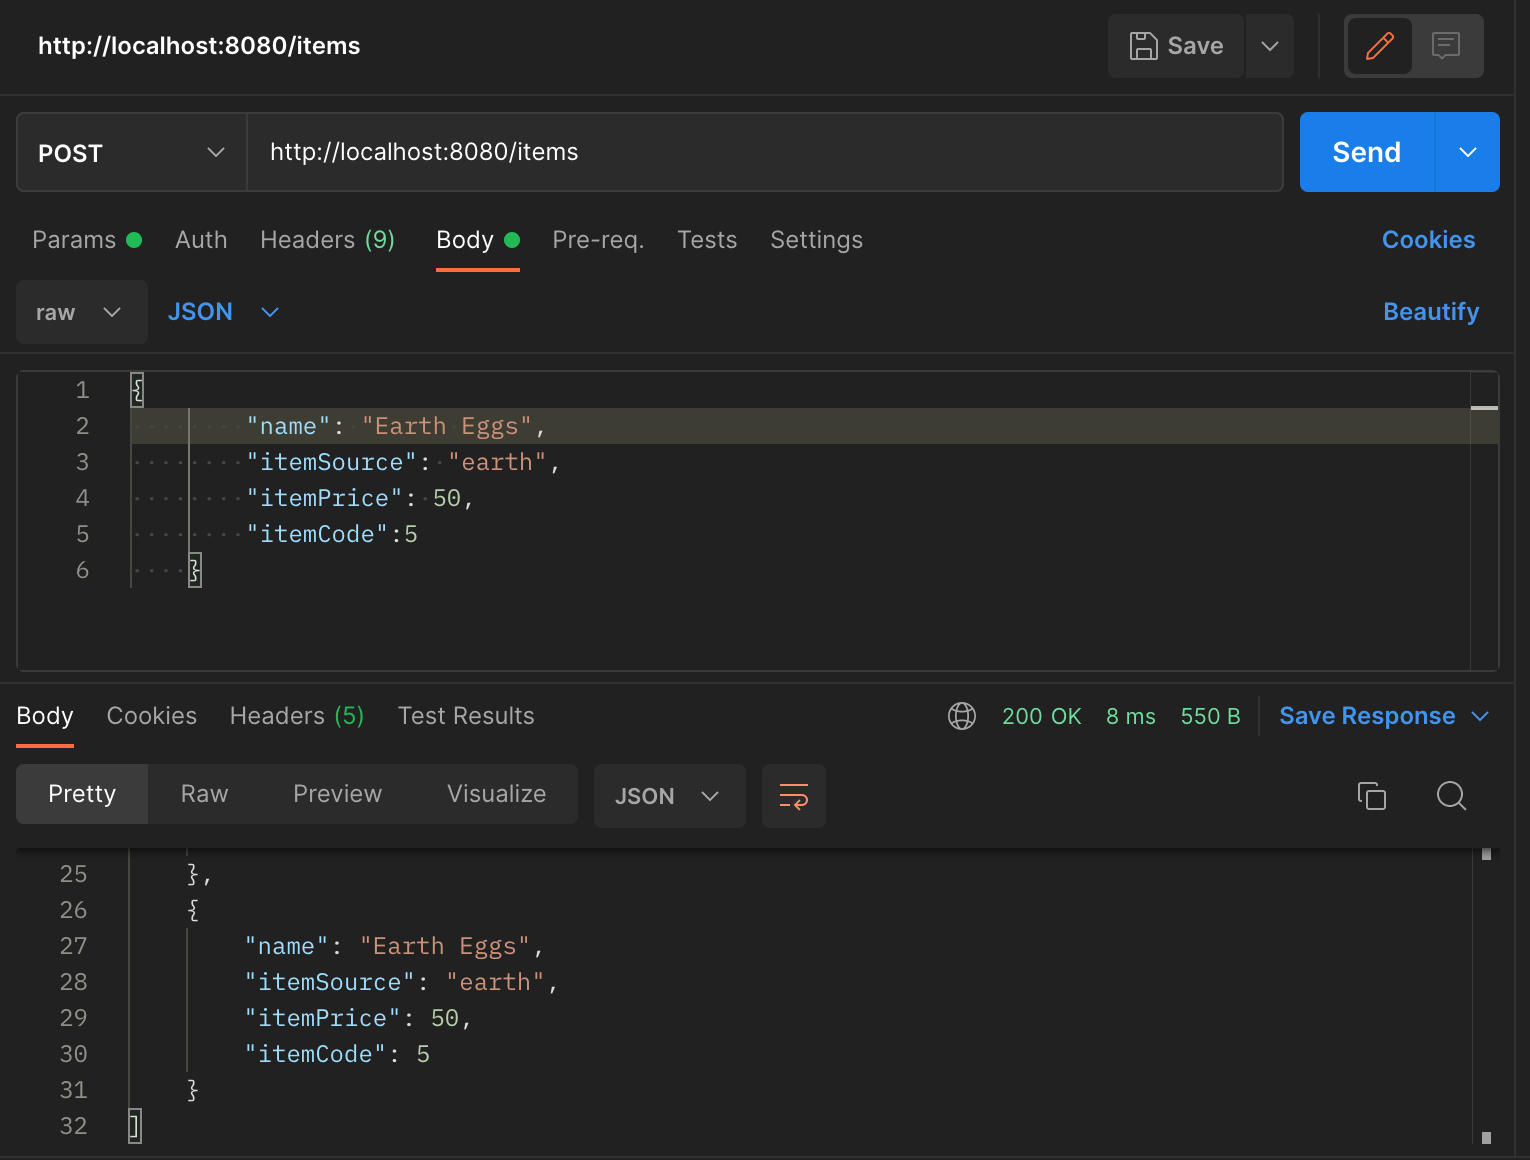 http://localhost:8080/items Save
POST http://localhost:8080/items Send
Params Auth Headers (9) Body Pre-req. Tests Settings Cookies
raw JSON Beautify
1 {
2 "name": "Earth Eggs",
3 "itemSource": "earth",
4 "itemPrice": 50,
5 "itemCode":5
6 }
Body Cookies Headers (5) Test Results 200 OK 8 ms 550 B Save Response
Pretty Raw Preview Visualize JSON
25 },
26 {
27 "name": "Earth Eggs",
28 "itemSource": "earth",
29 "itemPrice": 50,
30 "itemCode": 5
31 }
32 ]